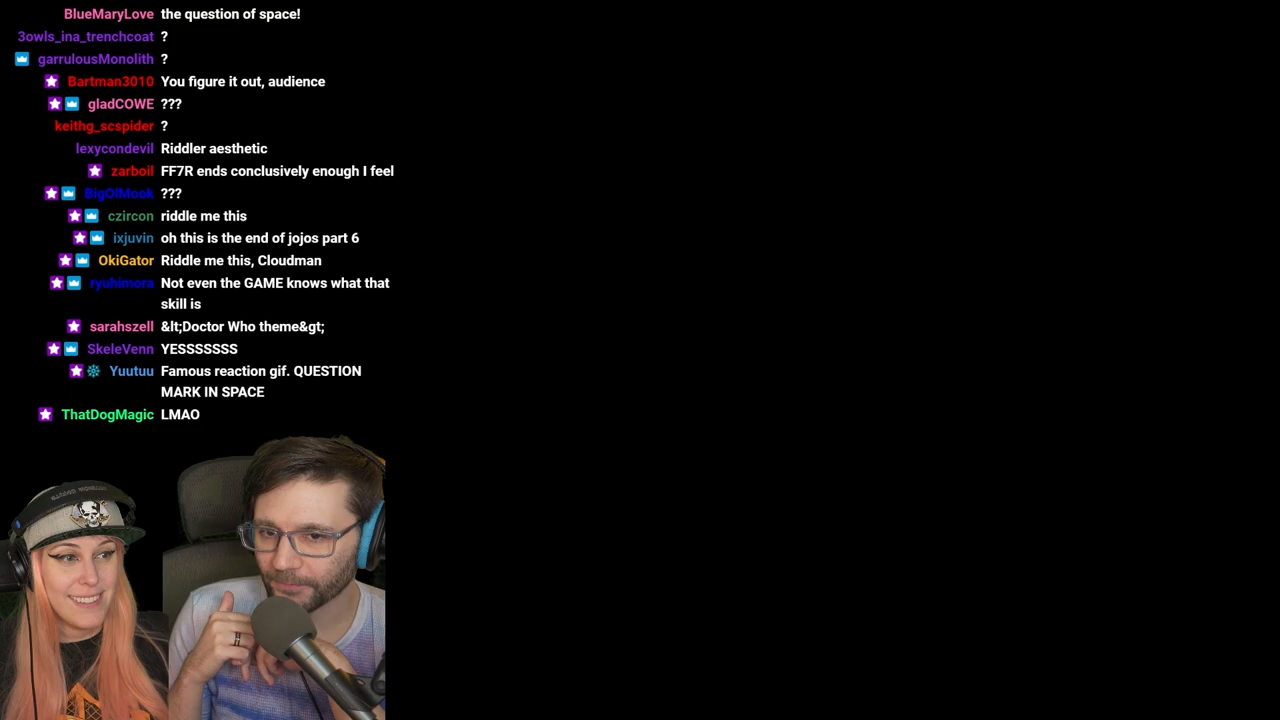 BlueMaryLove the question of space!
3owls_ina_trenchcoat ?
garrulousMonolith ?
Bartman3010 You figure it out, audience
gladCOWE ???
keithg_scspider ?
lexycondevil Riddler aesthetic
zarboil FF7R ends conclusively enough I feel
BigOlMook ???
czircon riddle me this
ixjuvin oh this is the end of jojos part 6
OkiGator Riddle me this, Cloudman
ryuhimora Not even the GAME knows what that
skill is
sarahszell &lt;Doctor Who theme&gt;
SkeleVenn YESSSSSSS
Yuutuu Famous reaction gif. QUESTION
MARK IN SPACE
ThatDogMagic LMAO